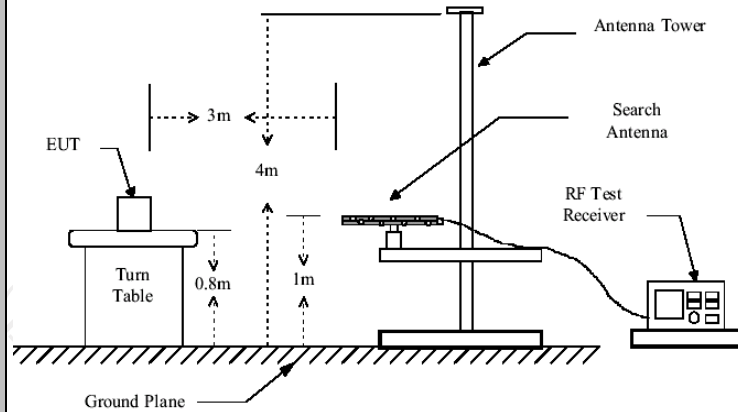 Antenna Tower
3m
Search
Antenna
EUT
4m
RF Test
Receiver
Turn
Table
0.8m
1m
Ground Plane